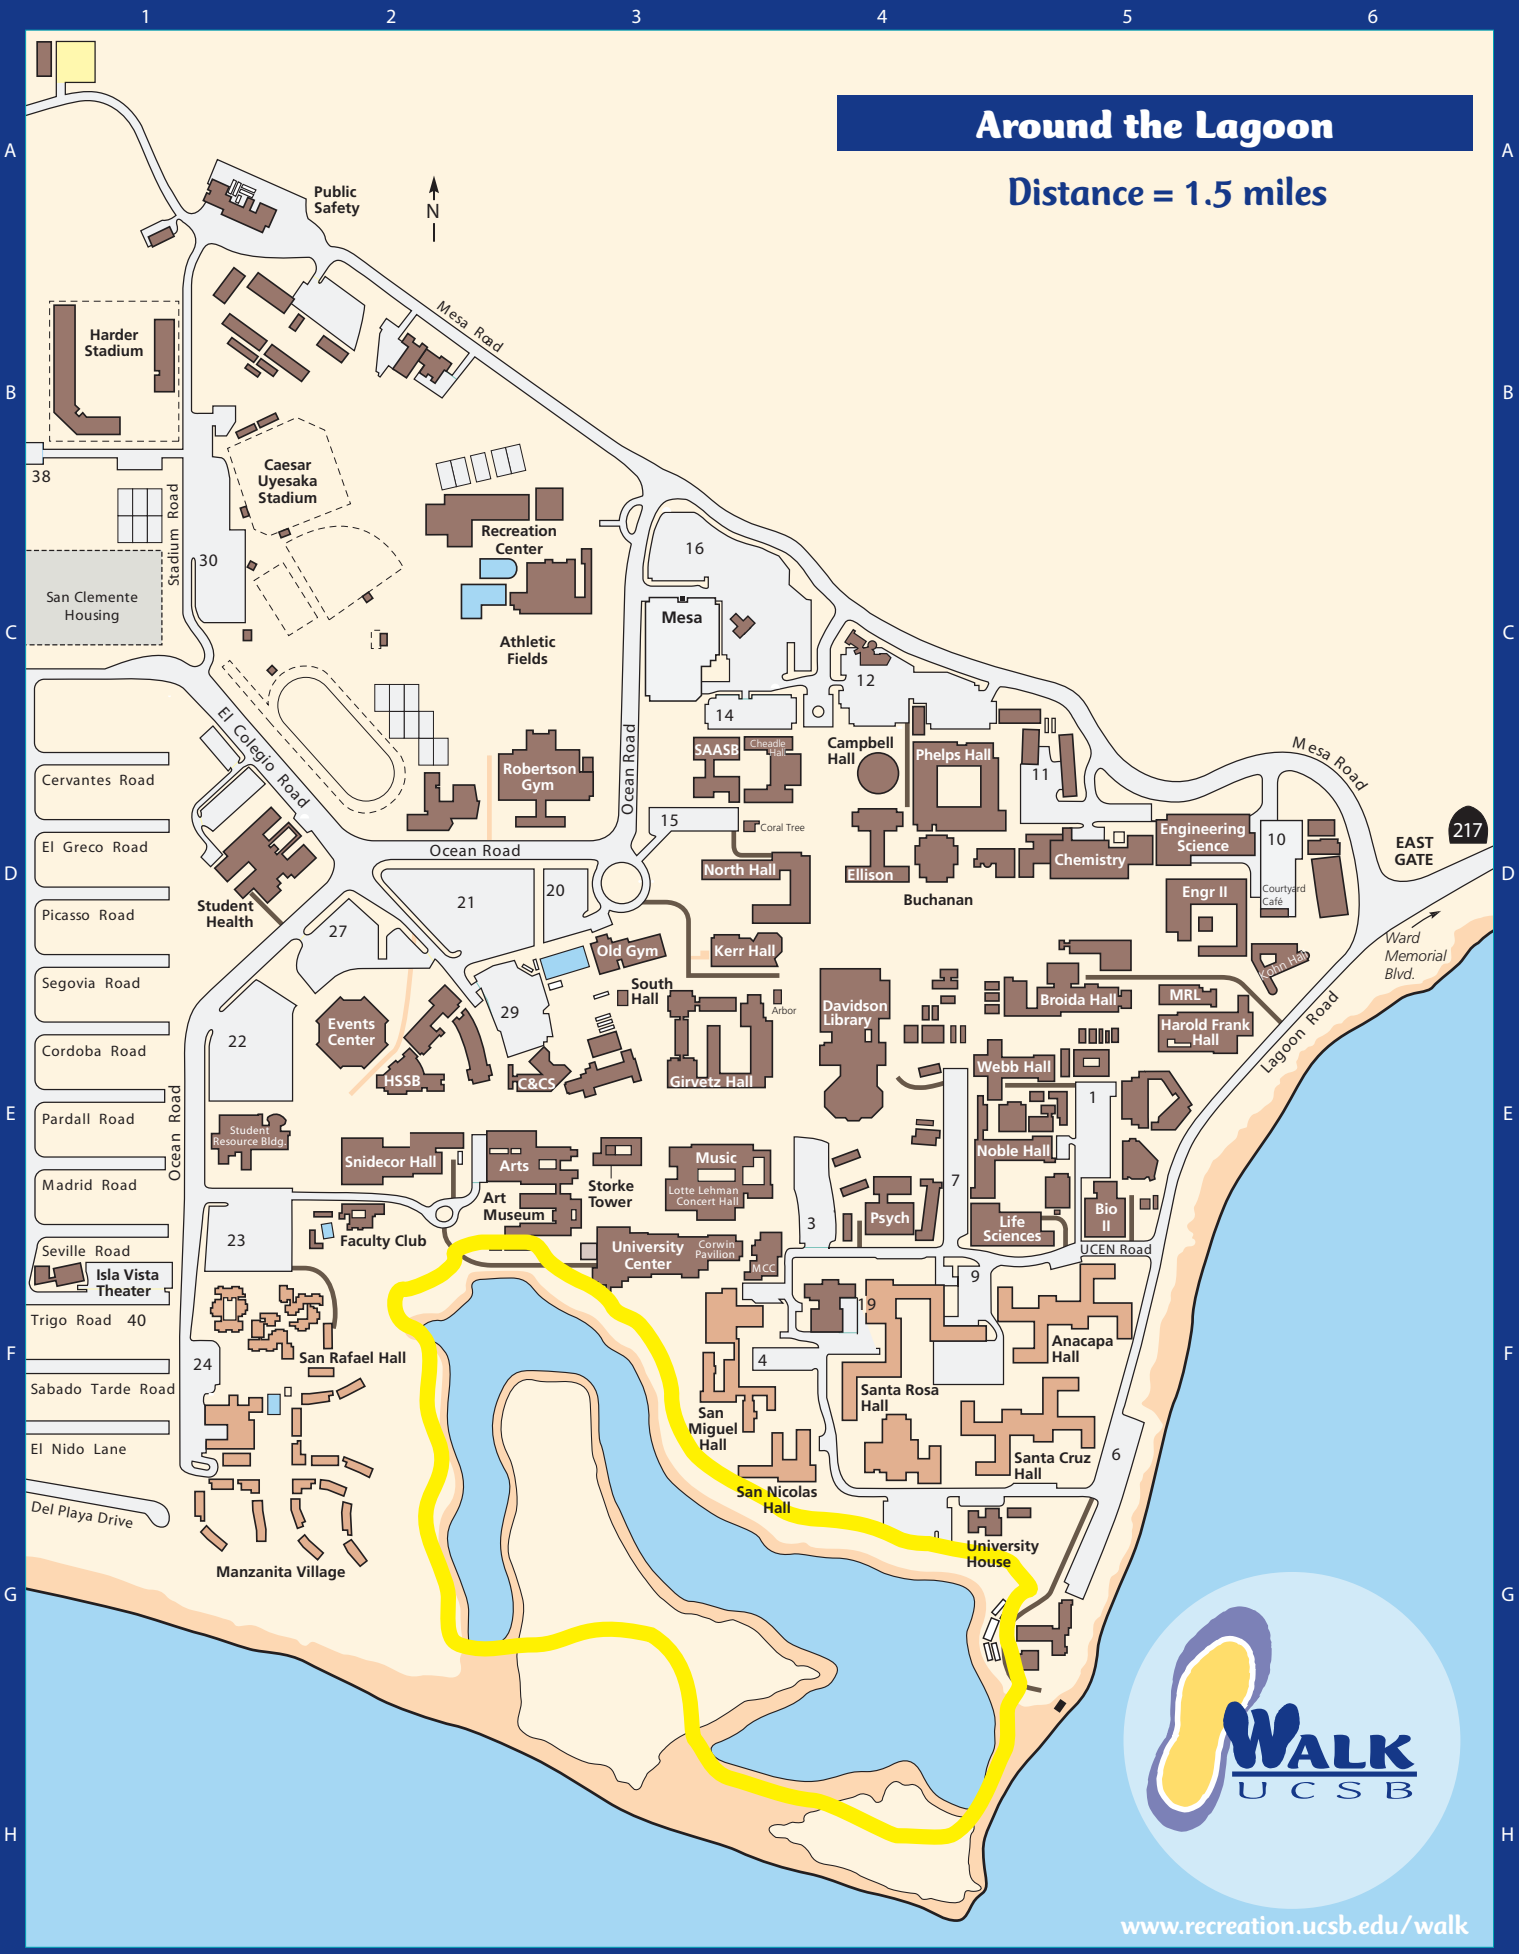 1 2 3 4 5 6
A
A
Around the Lagoon
Distance = 1.5 miles
Public
Safety
N
Mesa Road
Harder
Stadium
B
B
38
Caesar
Uyesaka
Stadium
Stadium Road
30
Recreation
Center
16
San Clemente
Housing
C
C
Mesa
Athletic
Fields
12
14
El Colegio Road
Ocean Road
SAASB
Cheadle
Hall
Campbell
Hall
Phelps Hall
11
Mesa Road
Cervantes Road
Robertson
Gym
15
Coral Tree
Engineering
Science
10
217
EAST
GATE
El Greco Road
Ocean Road
Chemistry
D
D
North Hall
Ellison
Buchanan
Engr II
Courtyard
Café
21
20
Student
Health
Picasso Road
27
Old Gym
Kerr Hall
Kohn Hall
Ward
Memorial
Blvd.
Segovia Road
South
Hall
29
Arbor
Davidson
Library
Broida Hall
MRL
Harold Frank
Hall
Lagoon Road
Events
Center
22
Cordoba Road
HSSB
C&CS
Girvetz Hall
Webb Hall
1
E
E
Pardall Road
Ocean Road
Student
Resource Bldg.
Snidecor Hall
Arts
Storke
Tower
Music
Lotte Lehman
Concert Hall
Noble Hall
7
Madrid Road
Art
Museum
3
Psych
Life
Sciences
Bio
II
23
Faculty Club
University
Center
Corwin
Pavilion
MCC
UCEN Road
Seville Road
Isla Vista
Theater
9
19
Trigo Road 40
F
F
24
San Rafael Hall
4
Anacapa
Hall
Sabado Tarde Road
Santa Rosa
Hall
San
Miguel
Hall
El Nido Lane
Santa Cruz
Hall
6
San Nicolas
Hall
Del Playa Drive
University
House
Manzanita Village
G
G
WALK
UCSB
H
H
www.recreation.ucsb.edu/walk